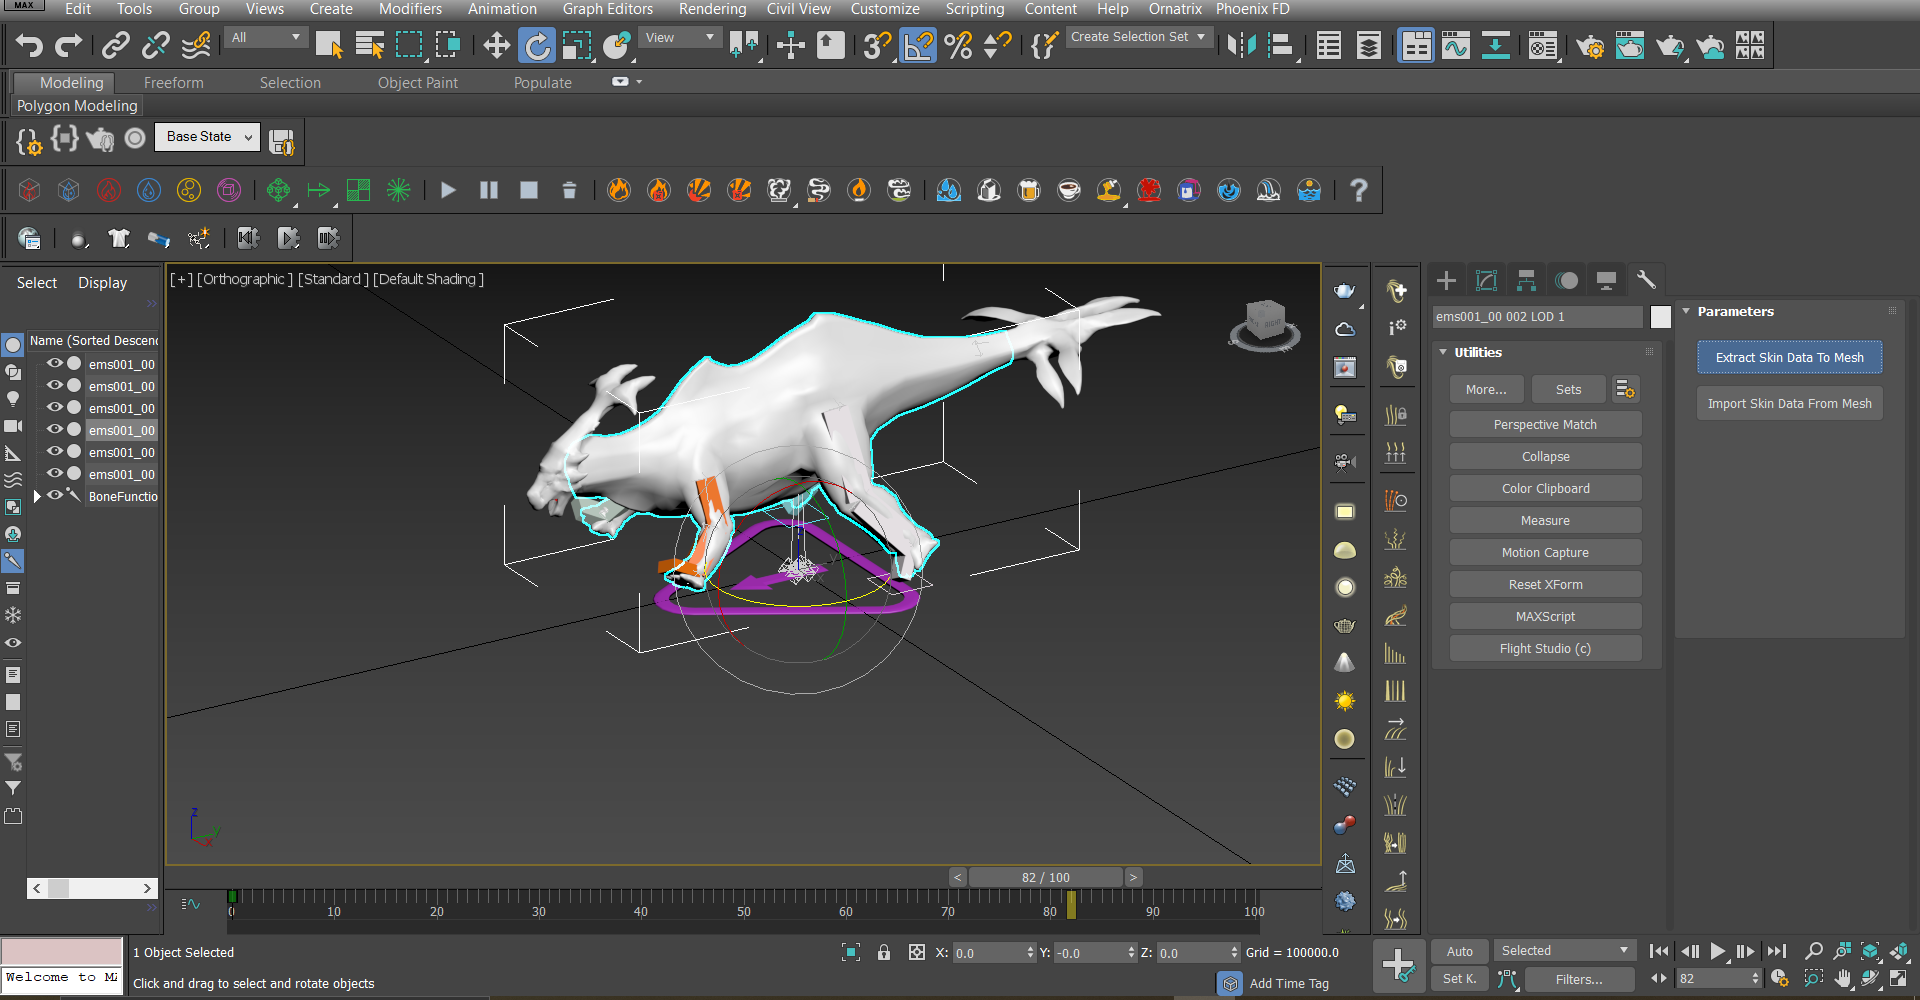 MAX
Edit Tools Group Views Create Modifiers Animation Graph Editors Rendering Civil View Customize Scripting Content Help Ornatrix Phoenix FD
All
View
3
Create Selection Set
Modeling Freeform Selection Object Paint Populate
Polygon Modeling
Base State
?
Select Display
Name (Sorted Descenc
ems001_00
ems001_00
ems001_00
ems001_00
ems001_00
ems001_00
BoneFunctio
[+] [Orthographic ] [Standard ] [Default Shading ]
RIGHT
z
y
x
ems001_00 002 LOD 1
Utilities
More... Sets
Perspective Match
Collapse
Color Clipboard
Measure
Motion Capture
Reset XForm
MAXScript
Flight Studio (c)
Parameters
Extract Skin Data To Mesh
Import Skin Data From Mesh
< 82 / 100 >
0 10 20 30 40 50 60 70 80 90 100
Welcome to MA
1 Object Selected
Click and drag to select and rotate objects
X: 0.0 Y: -0.0 Z: 0.0 Grid = 100000.0
Add Time Tag
Auto Selected
Set K. Filters...
82